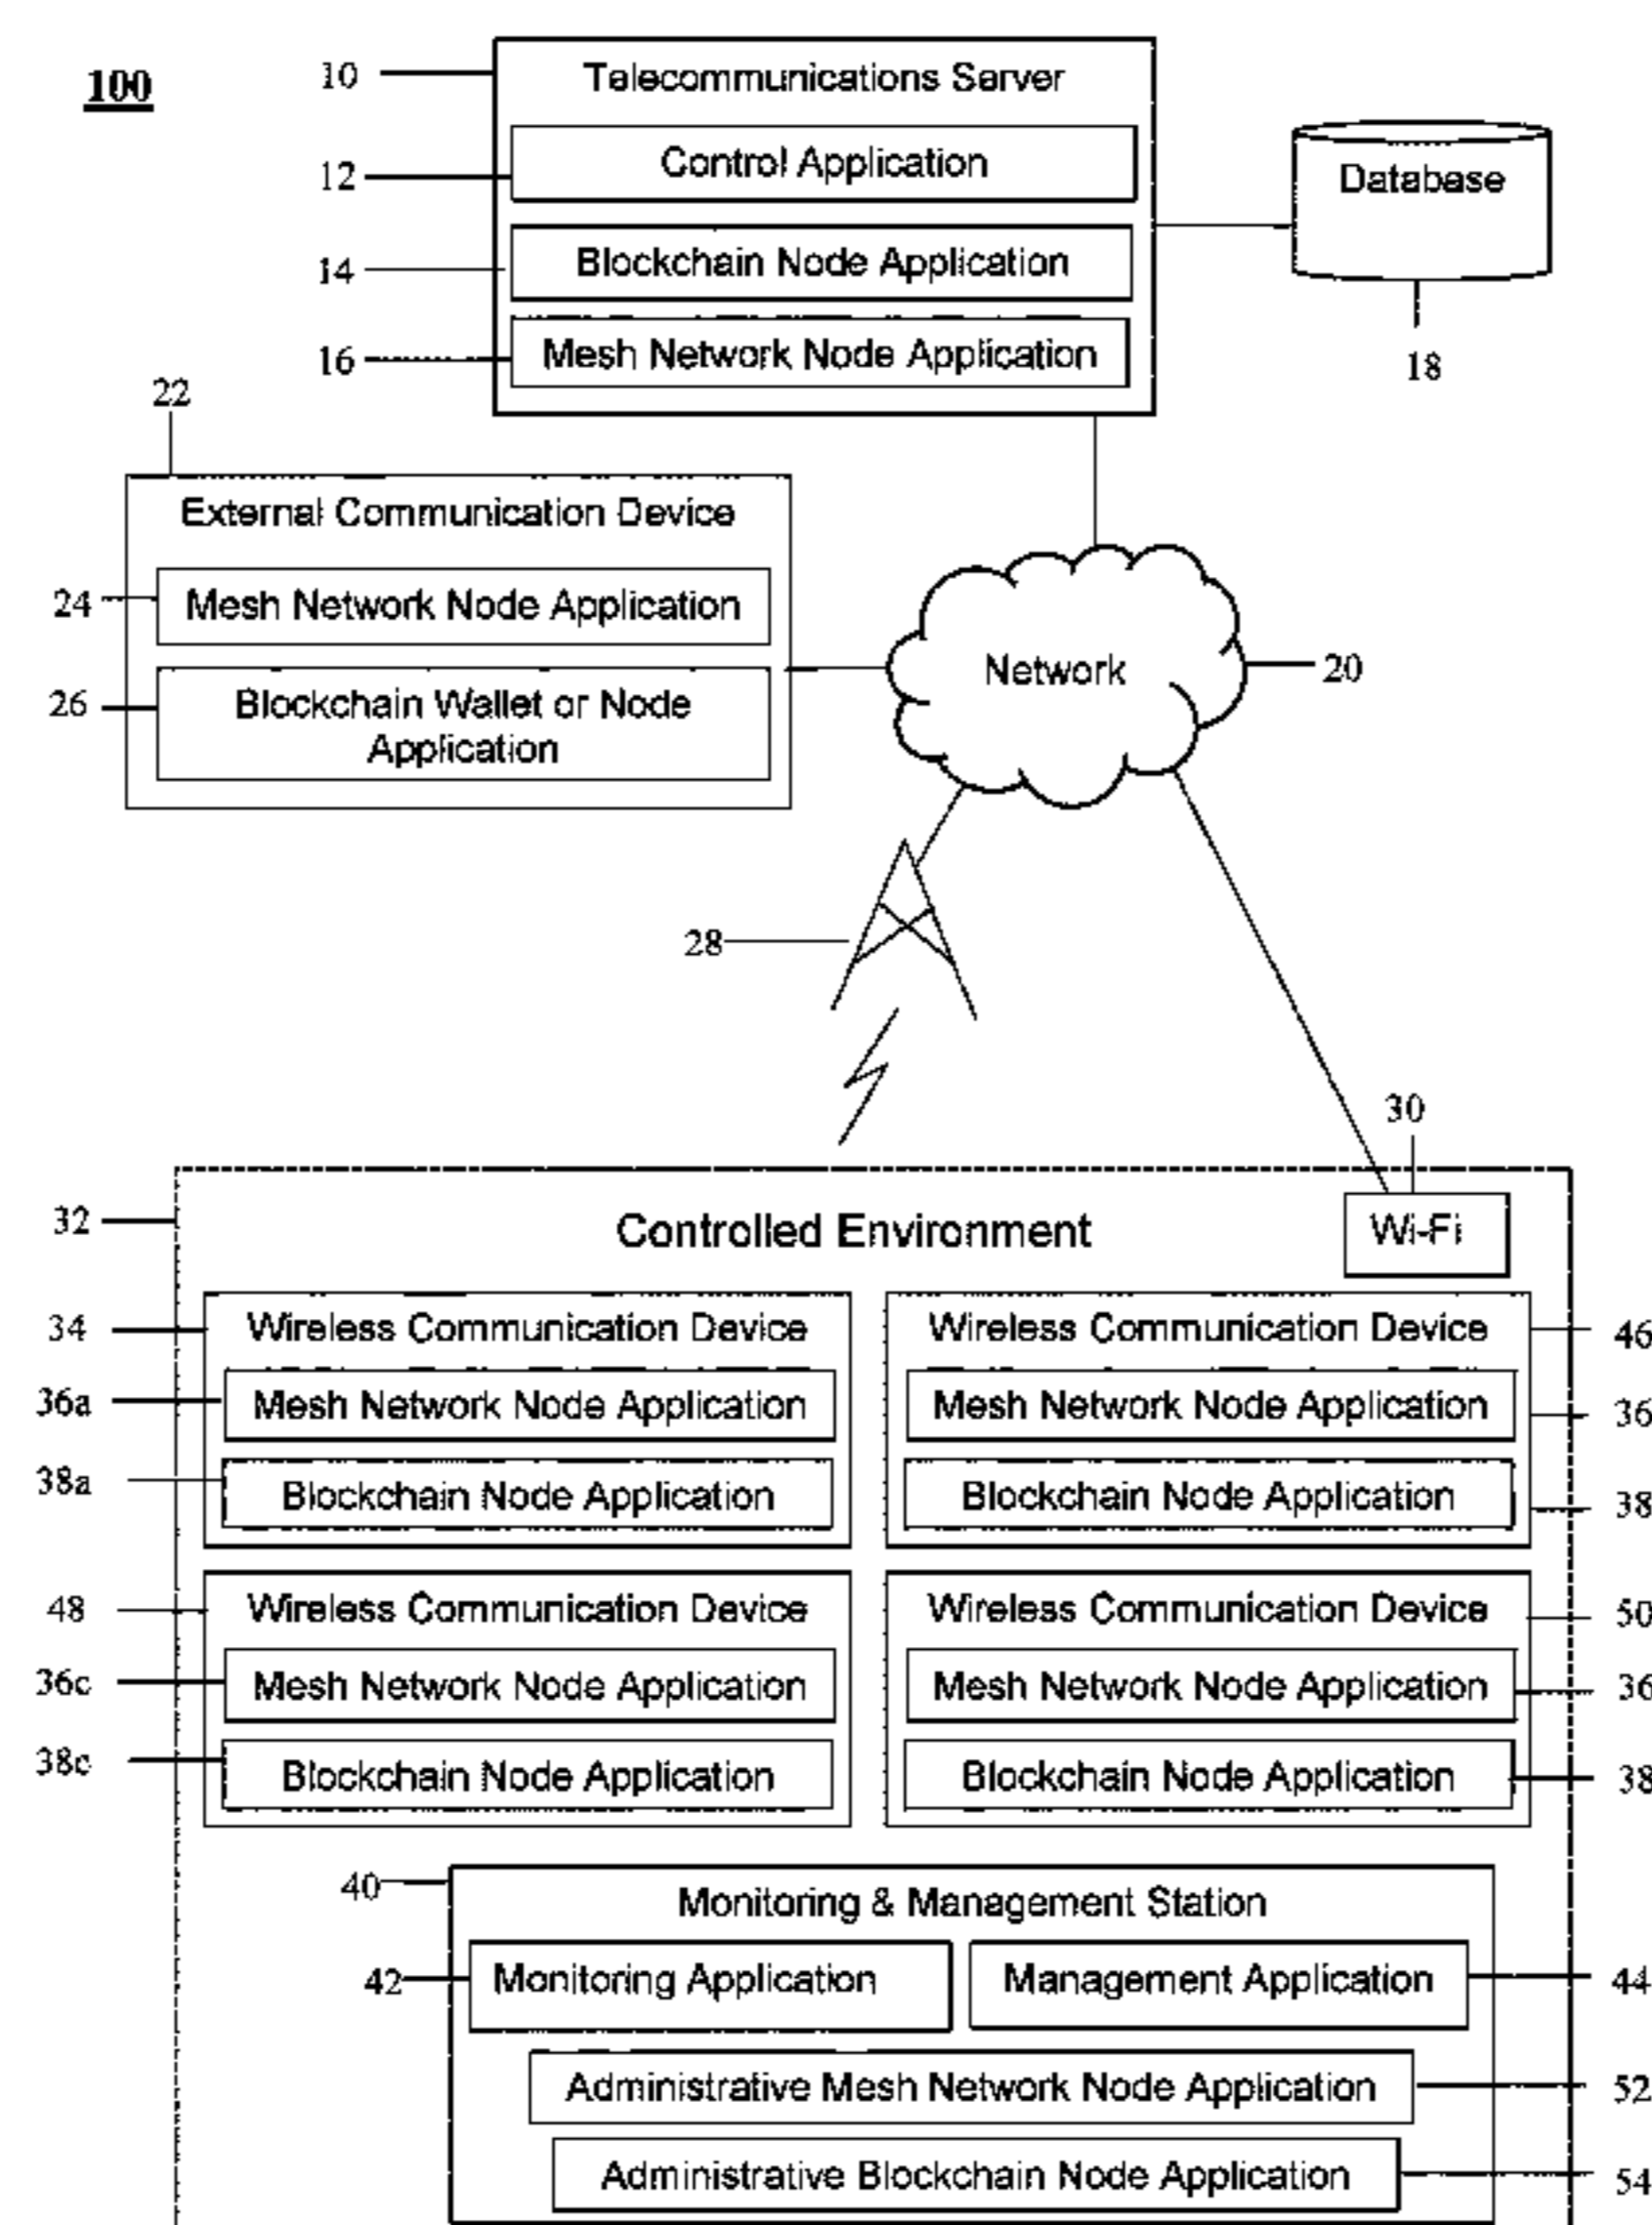 100
10
Telecommunications Server
12
Control Application
Database
14
Blockchain Node Application
16
Mesh Network Node Application
18
22
External Communication Device
24
Mesh Network Node Application
Network
20
26
Blockchain Wallet or Node
Application
28
30
32
Controlled Environment
Wi-Fi
34
Wireless Communication Device
Wireless Communication Device
46
36a
Mesh Network Node Application
Mesh Network Node Application
36
38a
Blockchain Node Application
Blockchain Node Application
38
48
Wireless Communication Device
Wireless Communication Device
50
36c
Mesh Network Node Application
Mesh Network Node Application
36
38c
Blockchain Node Application
Blockchain Node Application
38
40
Monitoring & Management Station
42
Monitoring Application
Management Application
44
Administrative Mesh Network Node Application
52
Administrative Blockchain Node Application
54